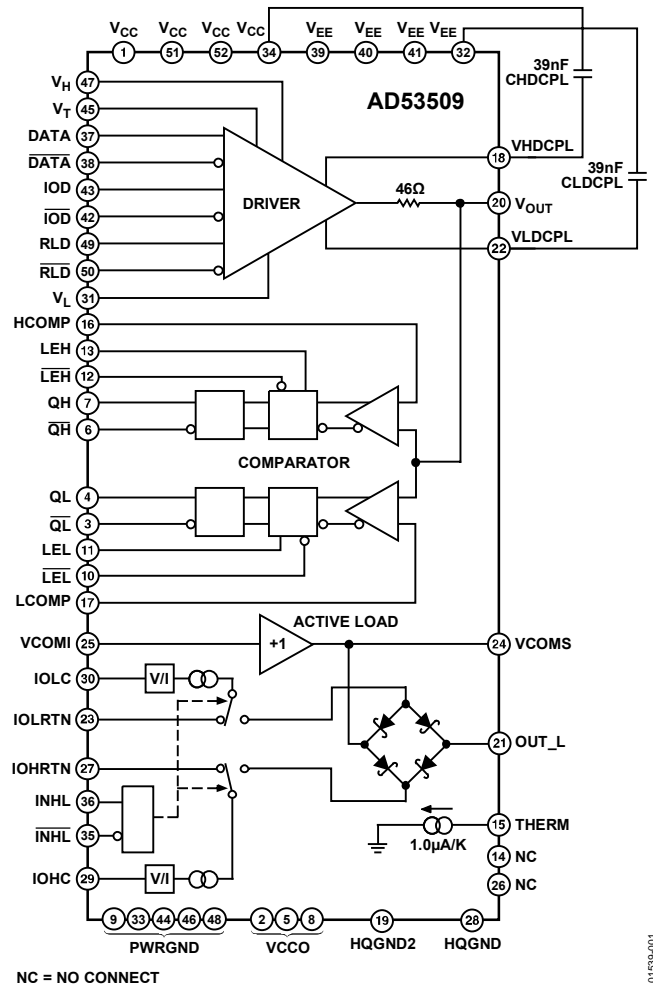 VCC VCC VCC VCC VEE VEE VEE VEE
1 51 52 34 39 40 41 32
39nF
CHDCPL
AD53509
VH 47
VT 45
DATA 37
DATA 38
IOD 43
IOD 42
RLD 49
RLD 50
VL 31
DRIVER
46Ω
18 VHDCPL
39nF
CLDCPL
20 VOUT
22 VLDCPL
HCOMP 16
LEH 13
LEH 12
QH 7
QH 6
COMPARATOR
QL 4
QL 3
LEL 11
LEL 10
LCOMP 17
ACTIVE LOAD
VCOMI 25
+1
24 VCOMS
IOLC 30
V/I
IOLRTN 23
21 OUT_L
IOHRTN 27
INHL 36
INHL 35
15 THERM
1.0µA/K
14 NC
IOHC 29
V/I
26 NC
9 33 44 46 48 2 5 8 19 28
PWRGND VCCO HQGND2 HQGND
NC = NO CONNECT
01539-001